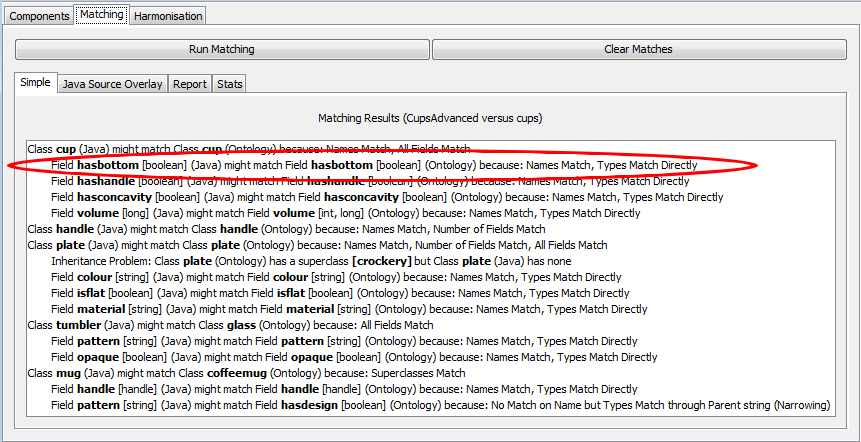 Components Matching Harmonisation
Run Matching Clear Matches
Simple Java Source Overlay Report Stats
Matching Results (CupsAdvanced versus cups)
Class cup (Java) might match Class cup (Ontology) because: Names Match, All Fields Match
Field hasbottom [boolean] (Java) might match Field hasbottom [boolean] (Ontology) because: Names Match, Types Match Directly
Field hashandle [boolean] (Java) might match Field hashandle [boolean] (Ontology) because: Names Match, Types Match Directly
Field hasconcavity [boolean] (Java) might match Field hasconcavity [boolean] (Ontology) because: Names Match, Types Match Directly
Field volume [long] (Java) might match Field volume [int, long] (Ontology) because: Names Match, Types Match Directly
Class handle (Java) might match Class handle (Ontology) because: Names Match, Number of Fields Match
Class plate (Java) might match Class plate (Ontology) because: Names Match, Number of Fields Match, All Fields Match
Inheritance Problem: Class plate (Ontology) has a superclass [crockery] but Class plate (Java) has none
Field colour [string] (Java) might match Field colour [string] (Ontology) because: Names Match, Types Match Directly
Field isflat [boolean] (Java) might match Field isflat [boolean] (Ontology) because: Names Match, Types Match Directly
Field material [string] (Java) might match Field material [string] (Ontology) because: Names Match, Types Match Directly
Class tumbler (Java) might match Class glass (Ontology) because: All Fields Match
Field pattern [string] (Java) might match Field pattern [string] (Ontology) because: Names Match, Types Match Directly
Field opaque [boolean] (Java) might match Field opaque [boolean] (Ontology) because: Names Match, Types Match Directly
Class mug (Java) might match Class coffeemug (Ontology) because: Superclasses Match
Field handle [handle] (Java) might match Field handle [handle] (Ontology) because: Names Match, Types Match Directly
Field pattern [string] (Java) might match Field hasdesign [boolean] (Ontology) because: No Match on Name but Types Match through Parent string (Narrowing)